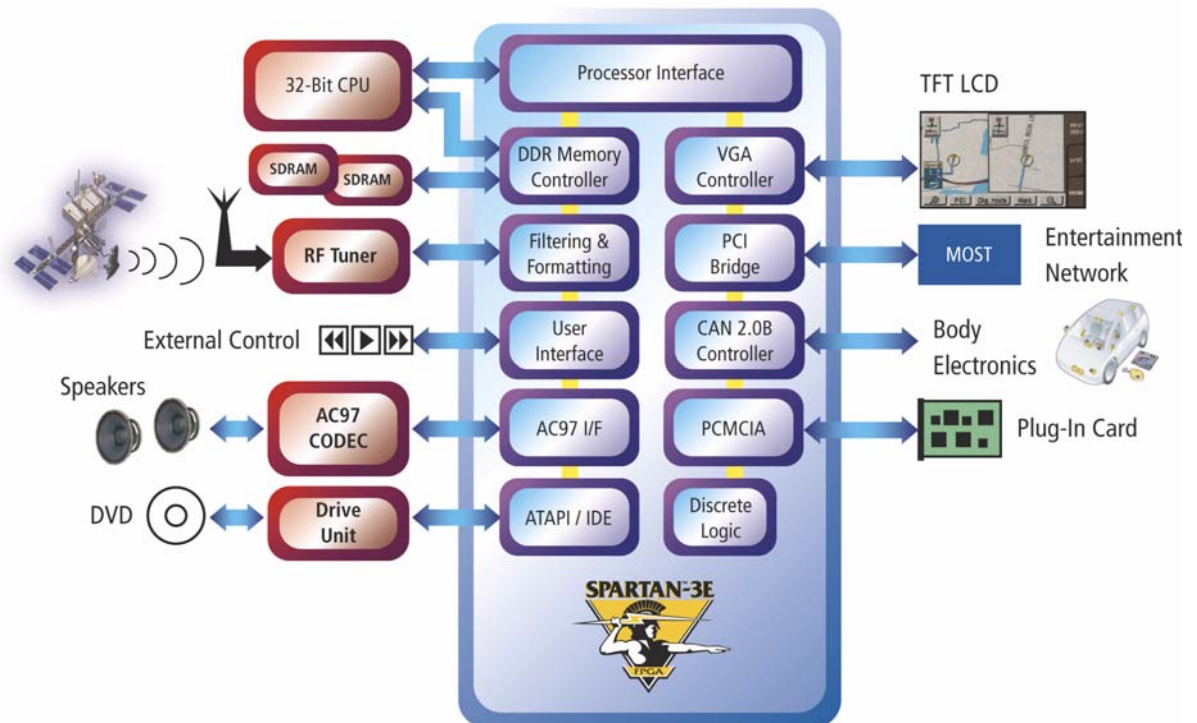 32-Bit CPU
Processor Interface
TFT LCD
SDRAM
SDRAM
DDR Memory
Controller
VGA
Controller
RF Tuner
Filtering &
Formatting
PCI
Bridge
MOST
Entertainment
Network
External Control
User
Interface
CAN 2.0B
Controller
Body
Electronics
Speakers
AC97
CODEC
AC97 I/F
PCMCIA
Plug-In Card
DVD
Drive
Unit
ATAPI / IDE
Discrete
Logic
SPARTAN™-3E
FPGA